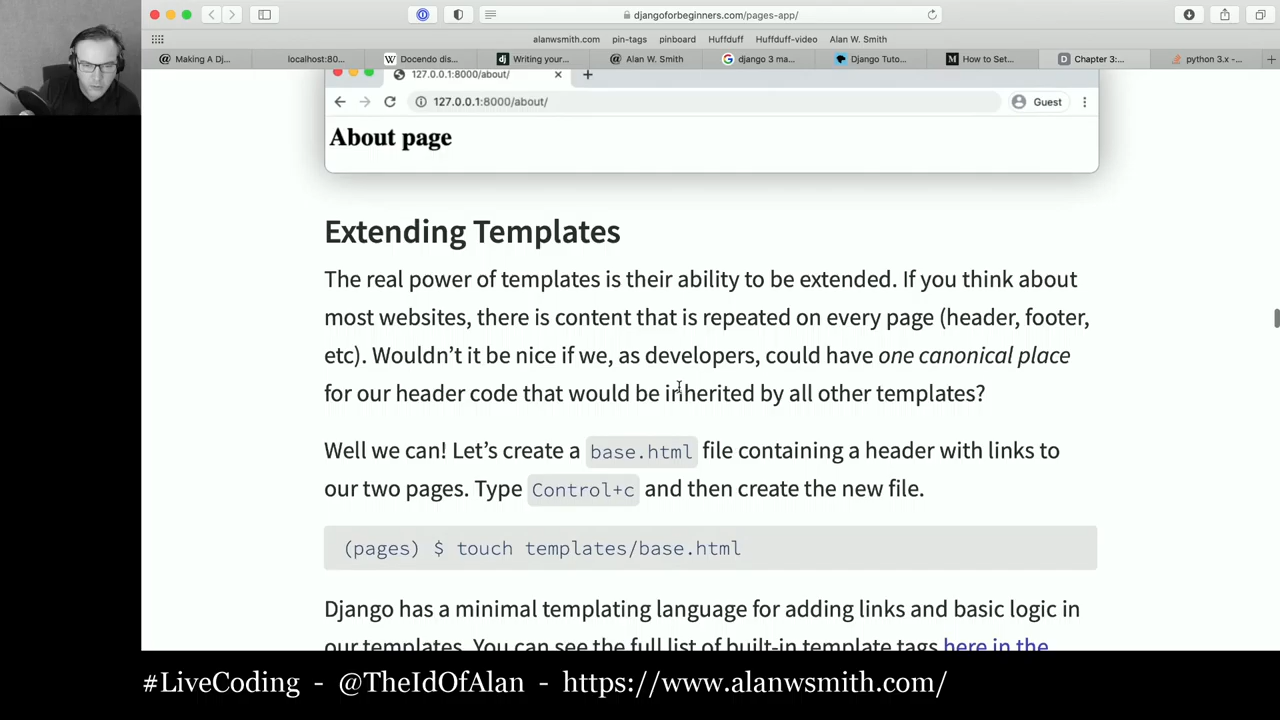 djangoforbeginners.com/pages-app/
alanwsmith.com pin-tags pinboard Huffduff Huffduff-video Alan W. Smith
Making A Dj... localhost:80... Docendo dis... Writing your... Alan W. Smith django 3 ma... Django Tuto... How to Set... Chapter 3:... python 3.x -...
127.0.0.1:8000/about/
127.0.0.1:8000/about/ Guest
About page
Extending Templates
The real power of templates is their ability to be extended. If you think about
most websites, there is content that is repeated on every page (header, footer,
etc). Wouldn't it be nice if we, as developers, could have one canonical place
for our header code that would be inherited by all other templates?
Well we can! Let's create a base.html file containing a header with links to
our two pages. Type Control+c and then create the new file.
(pages) $ touch templates/base.html
Django has a minimal templating language for adding links and basic logic in
our templates. You can see the full list of built-in template tags here in the
#LiveCoding - @TheIdOfAlan - https://www.alanwsmith.com/